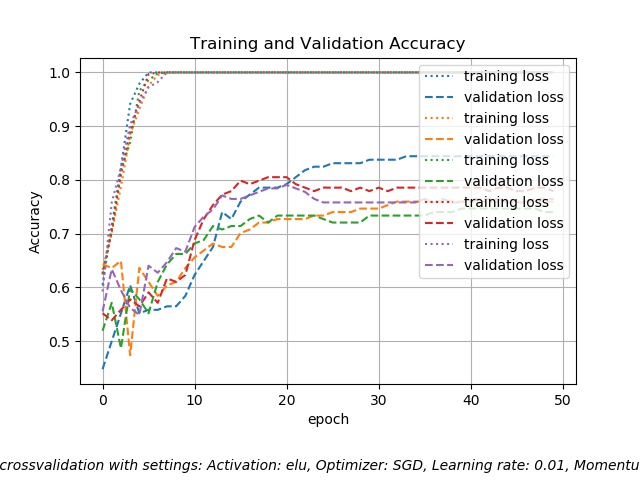 Training and Validation Accuracy
1.0
0.9
0.8
0.7
0.6
0.5
Accuracy
training loss
validation loss
training loss
validation loss
training loss
validation loss
training loss
validation loss
training loss
validation loss
0 10 20 30 40 50
epoch
crossvalidation with settings: Activation: elu, Optimizer: SGD, Learning rate: 0.01, Momentu